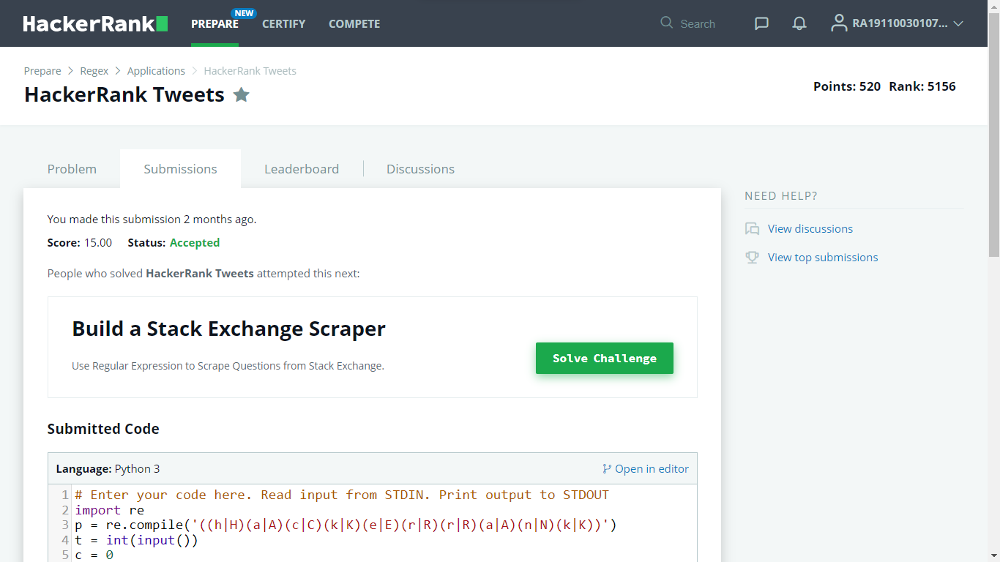 HackerRank PREPARE NEW CERTIFY COMPETE Search RA19110030107...
Prepare > Regex > Applications > HackerRank Tweets
HackerRank Tweets
Points: 520 Rank: 5156
Problem Submissions Leaderboard Discussions
You made this submission 2 months ago.
Score: 15.00 Status: Accepted
People who solved HackerRank Tweets attempted this next:
Build a Stack Exchange Scraper
Use Regular Expression to Scrape Questions from Stack Exchange.
Solve Challenge
Submitted Code
Language: Python 3 Open in editor
1 # Enter your code here. Read input from STDIN. Print output to STDOUT
2 import re
3 p = re.compile('((h|H)(a|A)(c|C)(k|K)(e|E)(r|R)(r|R)(a|A)(n|N)(k|K))')
4 t = int(input())
5 c = 0
NEED HELP?
View discussions
View top submissions